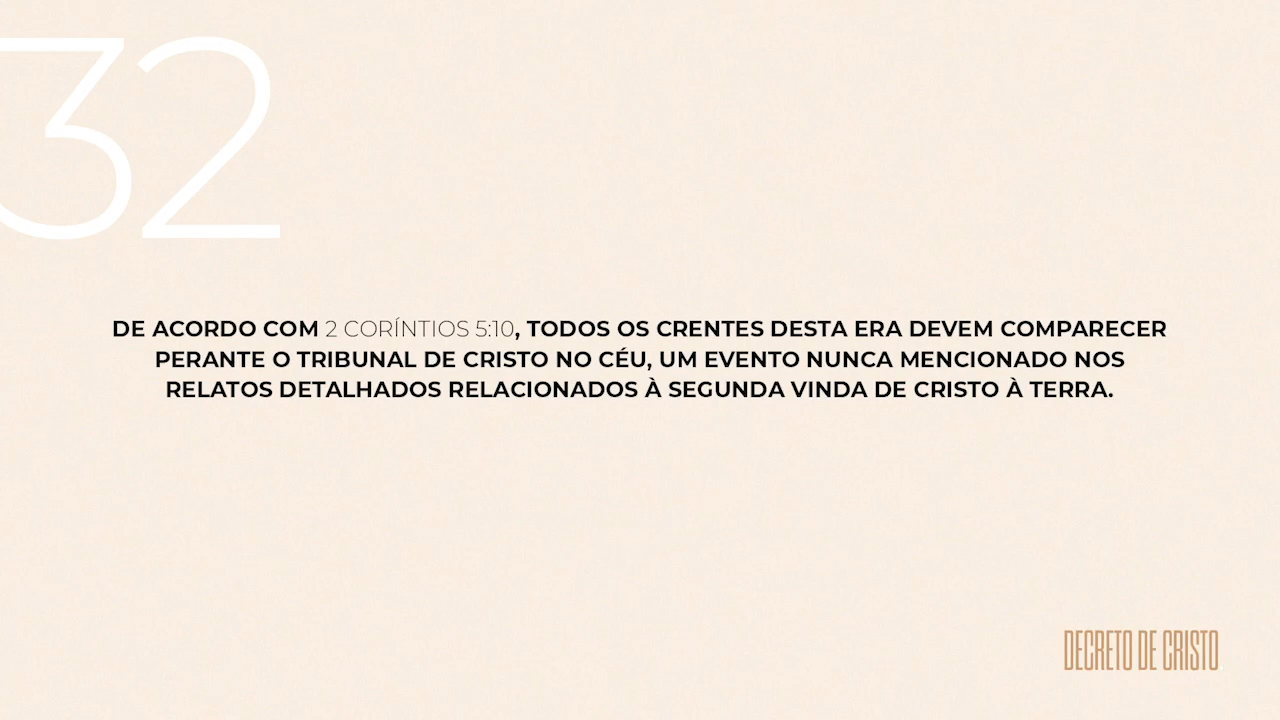 32
DE ACORDO COM 2 CORÍNTIOS 5:10, TODOS OS CRENTES DESTA ERA DEVEM COMPARECER
PERANTE O TRIBUNAL DE CRISTO NO CÉU, UM EVENTO NUNCA MENCIONADO NOS
RELATOS DETALHADOS RELACIONADOS À SEGUNDA VINDA DE CRISTO À TERRA.
DECRETO DE CRISTO